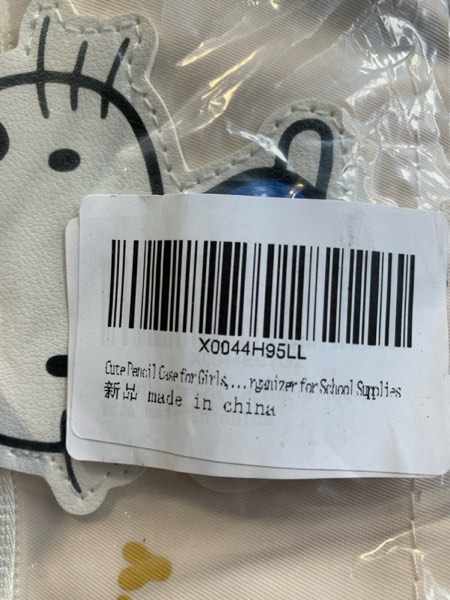 X0044H95LL
Cute Pencil Case for Girls, ...rganizer for School Supplies
新品 made in china